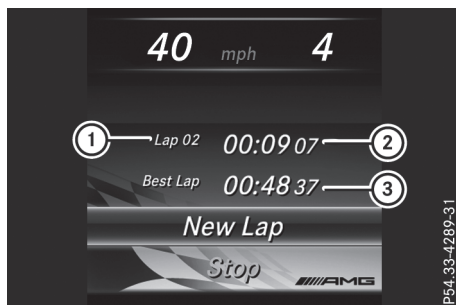 40 mph 4
1 Lap 02 00:09 07 2
Best Lap 00:48 37 3
New Lap
Stop AMG
P54.33-4289-31